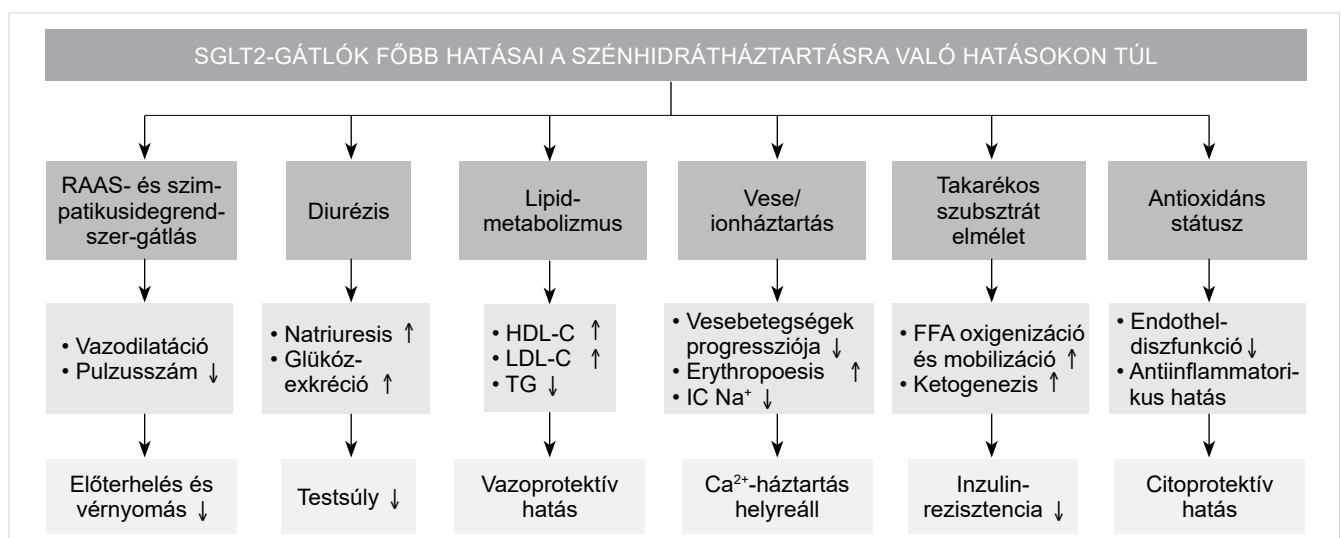 SGLT2-GÁTLÓK FŐBB HATÁSAI A SZÉNHIDRÁTHÁZTARTÁSRA VALÓ HATÁSOKON TÚL
RAAS- és szim-
patikusidegrend-
szer-gátlás
Diurézis
Lipid-
metabolizmus
Vese/
ionháztartás
Takarékos
szubsztrát
elmélet
Antioxidáns
státusz
• Vazodilatáció
• Pulzusszám ↓
• Natriuresis ↑
• Glükóz-
exkréció ↑
• HDL-C ↑
• LDL-C ↑
• TG ↓
• Vesebetegségek
progressziója ↓
• Erythropoesis ↑
• IC Na⁺ ↓
• FFA oxigenizáció
és mobilizáció ↑
• Ketogenezis ↑
• Endothel-
diszfunkció ↓
• Antiinflammatori-
kus hatás
Előterhelés és
vérnyomás ↓
Testsúly ↓
Vazoprotektív
hatás
Ca²⁺-háztartás
helyreáll
Inzulin-
rezisztencia ↓
Citoprotektív
hatás